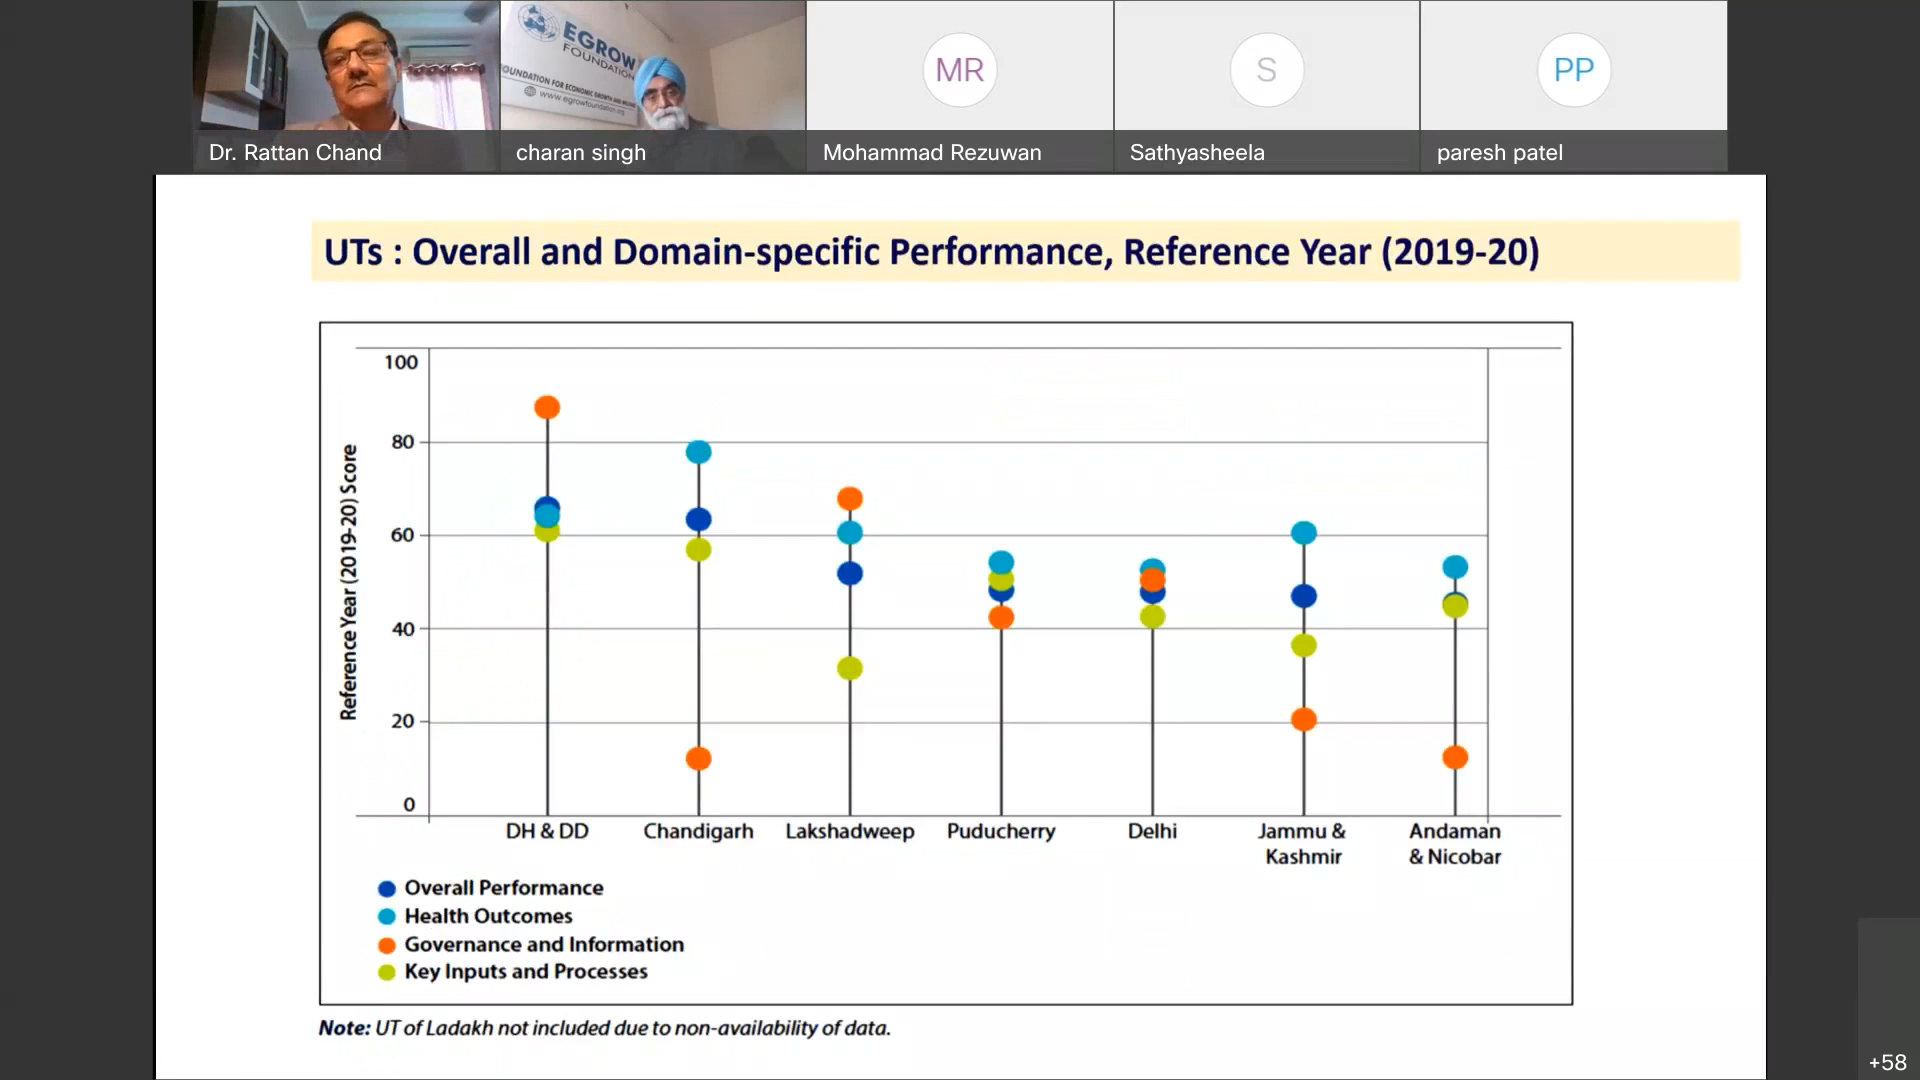 EGROW
FOUNDATION
FOUNDATION FOR ECONOMIC GROWTH AND
www.egrowfoundation.org
MR
S
PP
Dr. Rattan Chand
charan singh
Mohammad Rezuwan
Sathyasheela
paresh patel
UTs : Overall and Domain-specific Performance, Reference Year (2019-20)
Reference Year (2019-20) Score
100
80
60
40
20
0
DH & DD
Chandigarh
Lakshadweep
Puducherry
Delhi
Jammu &
Kashmir
Andaman
& Nicobar
Overall Performance
Health Outcomes
Governance and Information
Key Inputs and Processes
Note: UT of Ladakh not included due to non-availability of data.
+58